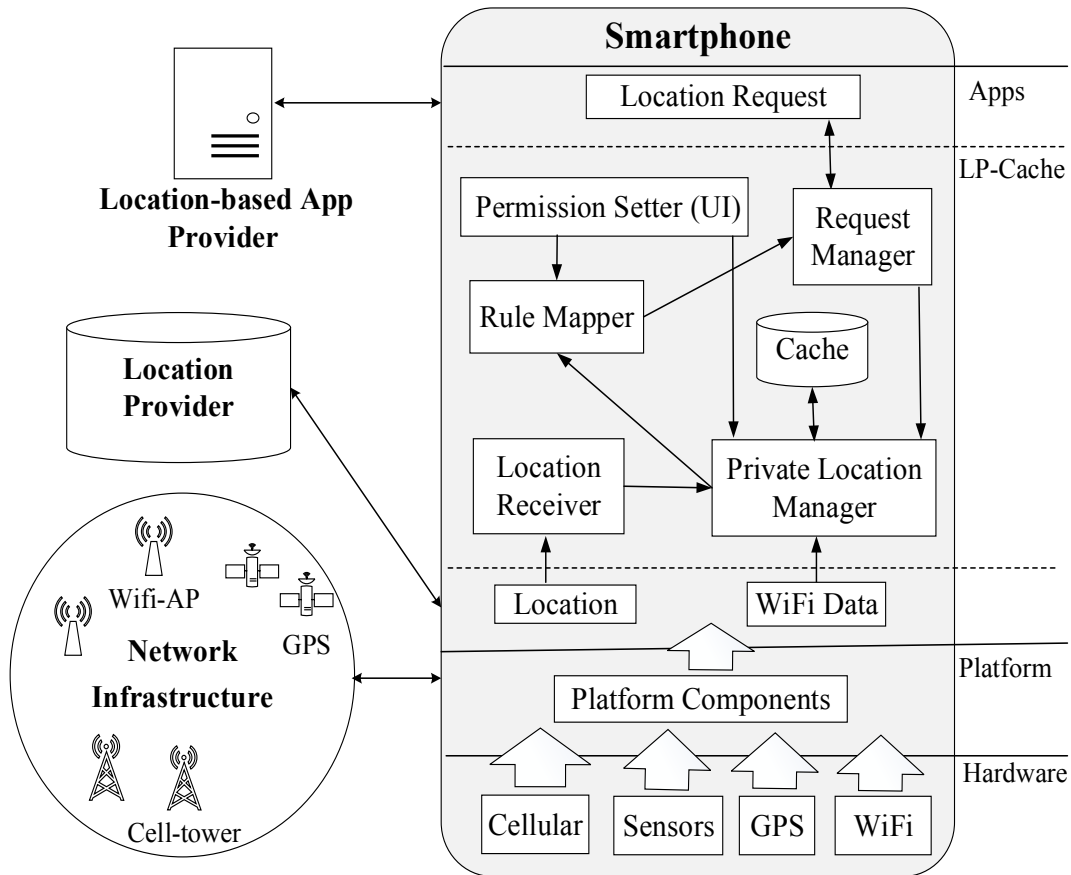 Smartphone
Apps
Location Request
LP-Cache
Location-based App
Provider
Permission Setter (UI)
Request
Manager
Rule Mapper
Cache
Location
Provider
Location
Receiver
Private Location
Manager
Wifi-AP
GPS
Location
WiFi Data
Network
Infrastructure
Platform
Platform Components
Hardware
Cell-tower
Cellular
Sensors
GPS
WiFi